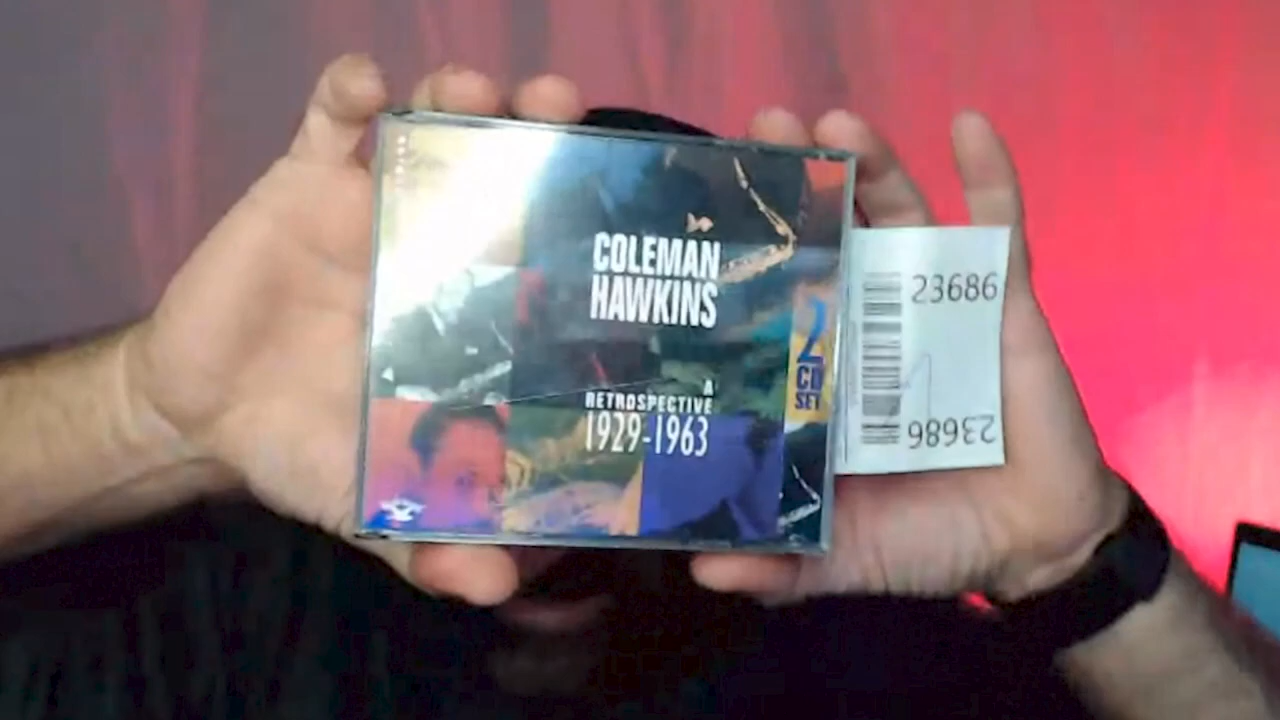 COLEMAN
HAWKINS
A
RETROSPECTIVE
1929-1963
2
CD
SET
23686
23686